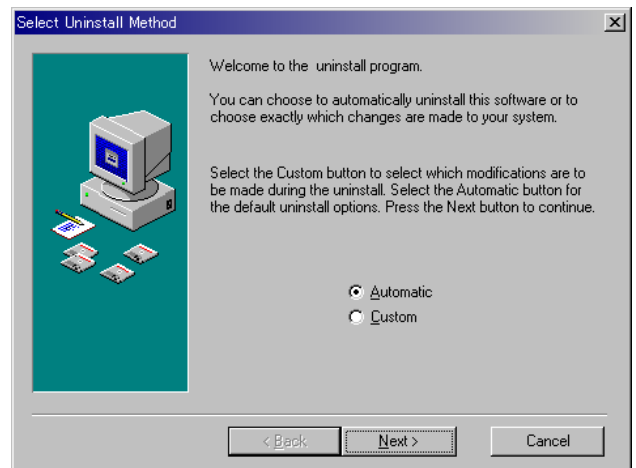 Select Uninstall Method
Welcome to the uninstall program.
You can choose to automatically uninstall this software or to
choose exactly which changes are made to your system.
Select the Custom button to select which modifications are to
be made during the uninstall. Select the Automatic button for
the default uninstall options. Press the Next button to continue.
Automatic
Custom
< Back
Next >
Cancel